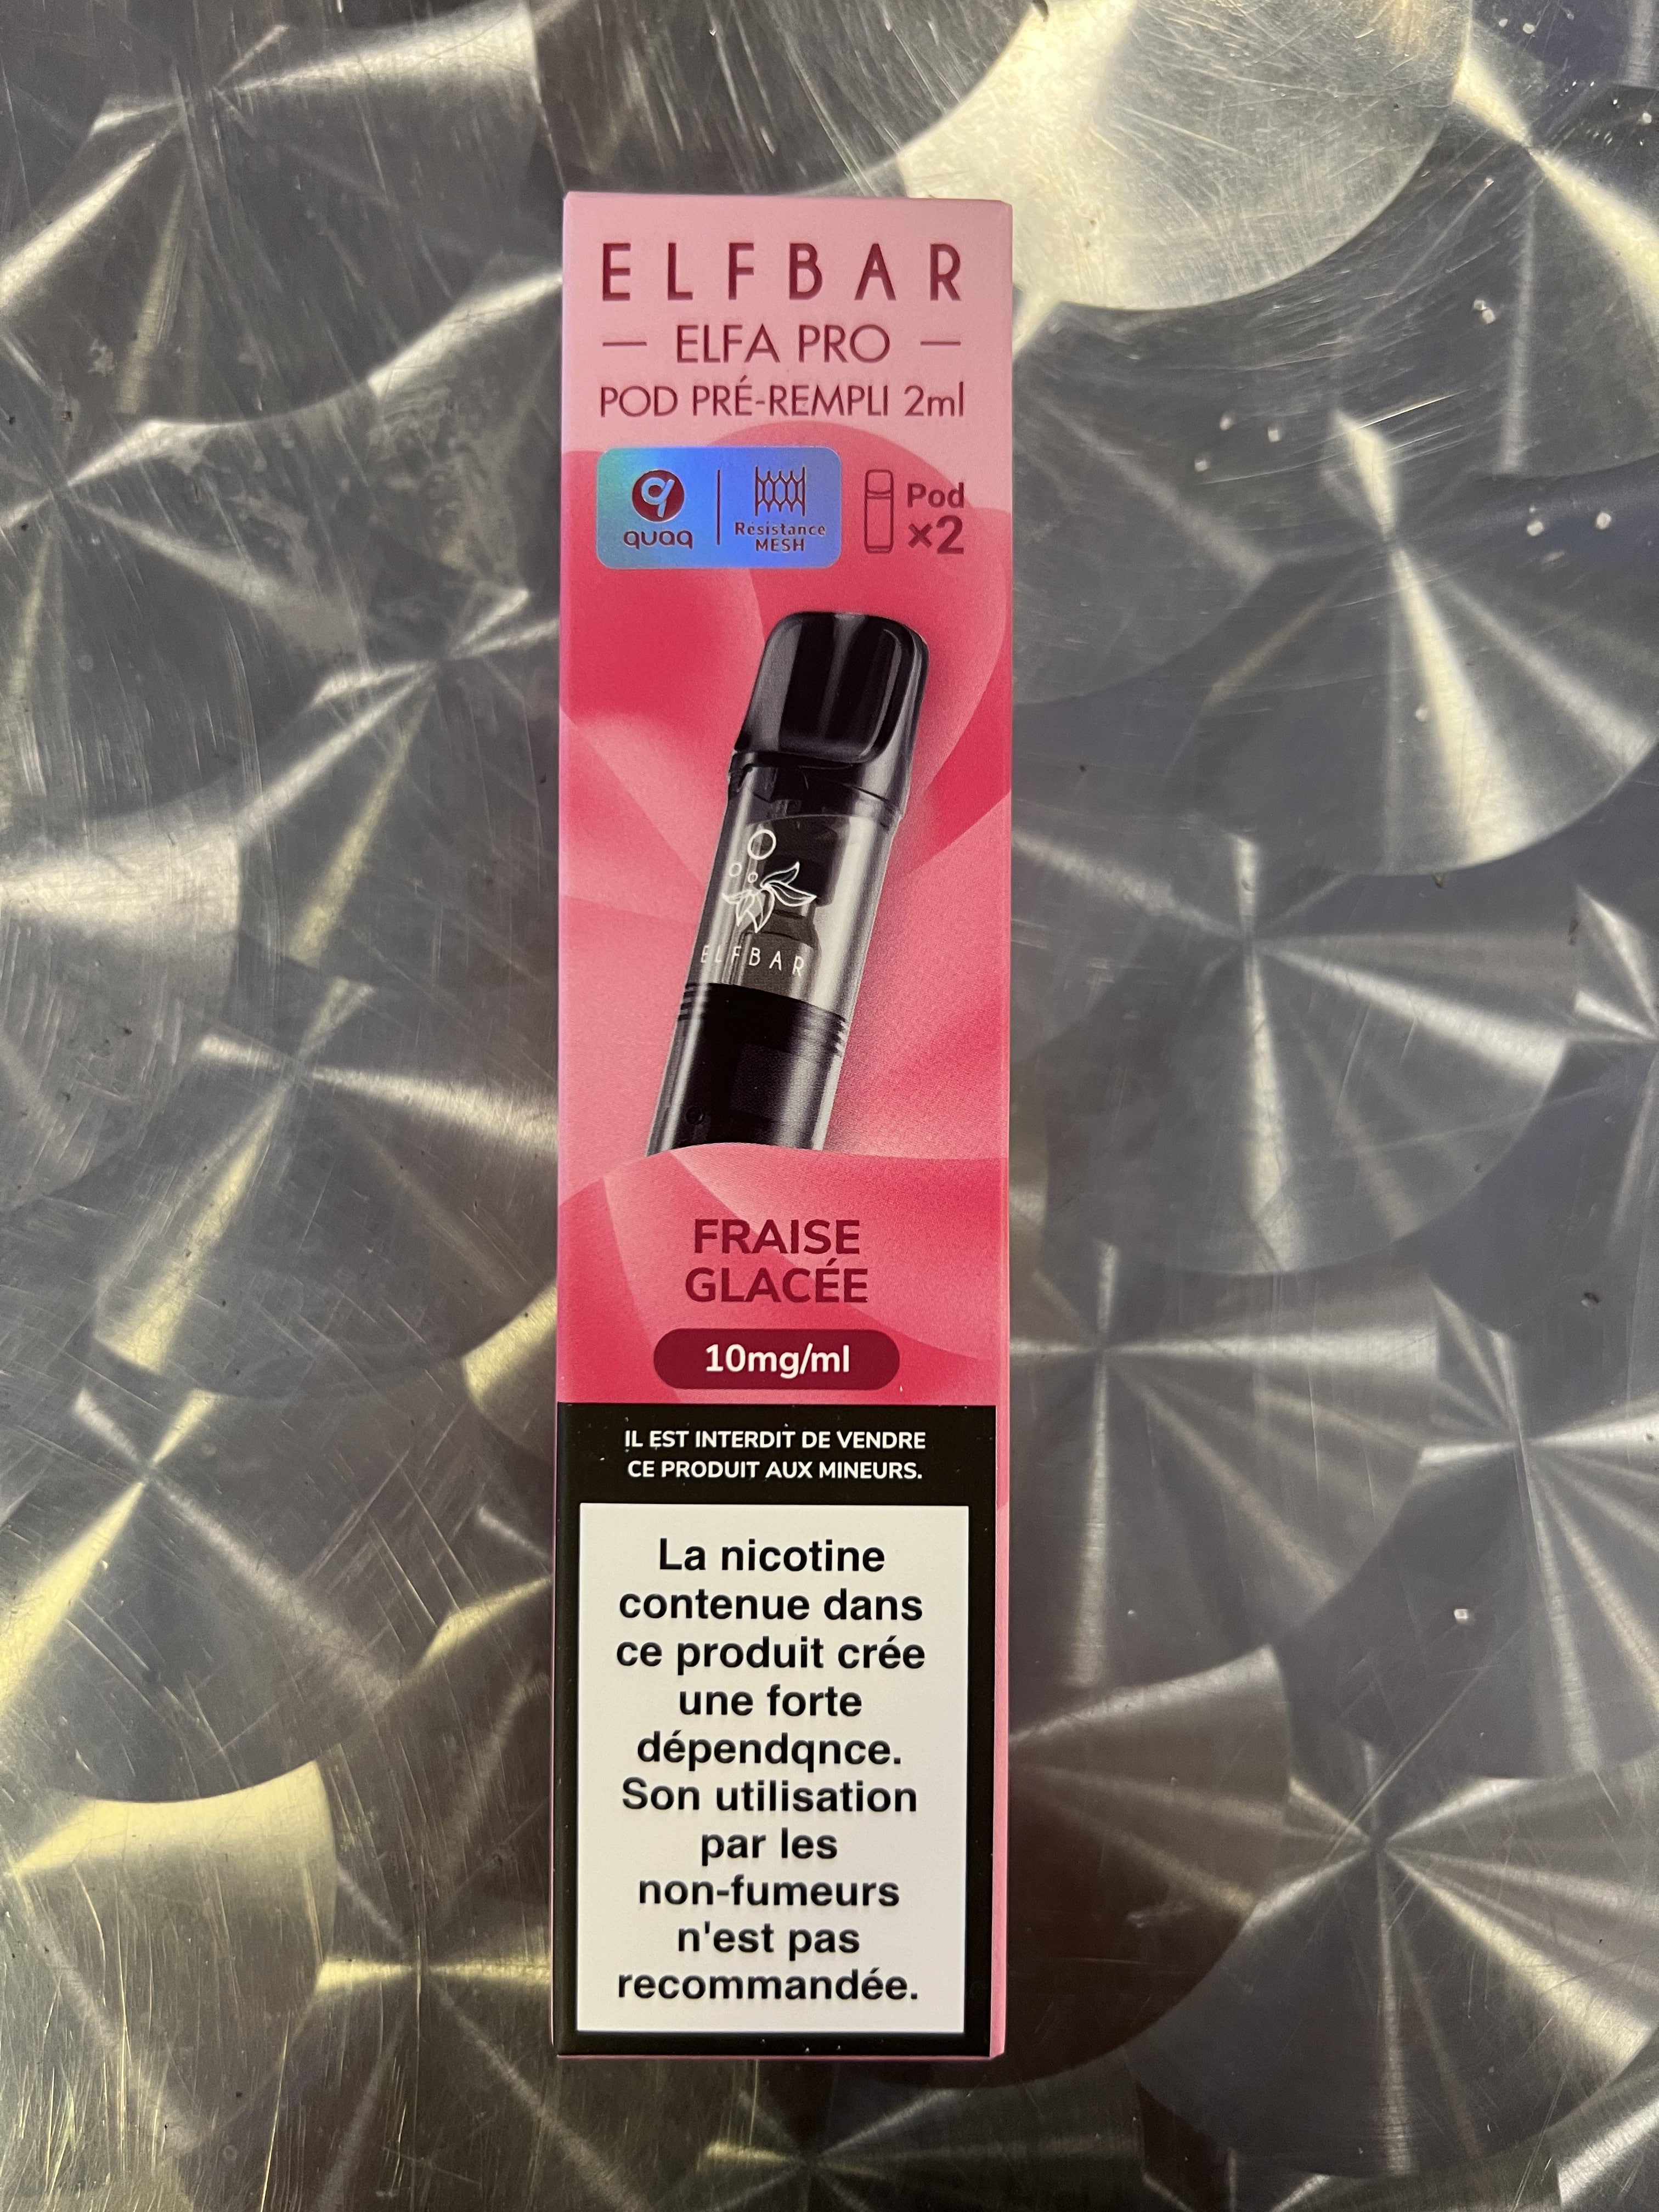 ELFBAR
ELFA PRO
POD PRÉ-REMPLI 2ml
quaq
Résistance
MESH
Pod
×2
ELFBAR
FRAISE
GLACÉE
10mg/ml
IL EST INTERDIT DE VENDRE
CE PRODUIT AUX MINEURS.
La nicotine
contenue dans
ce produit crée
une forte
dépendqnce.
Son utilisation
par les
non-fumeurs
n'est pas
recommandée.